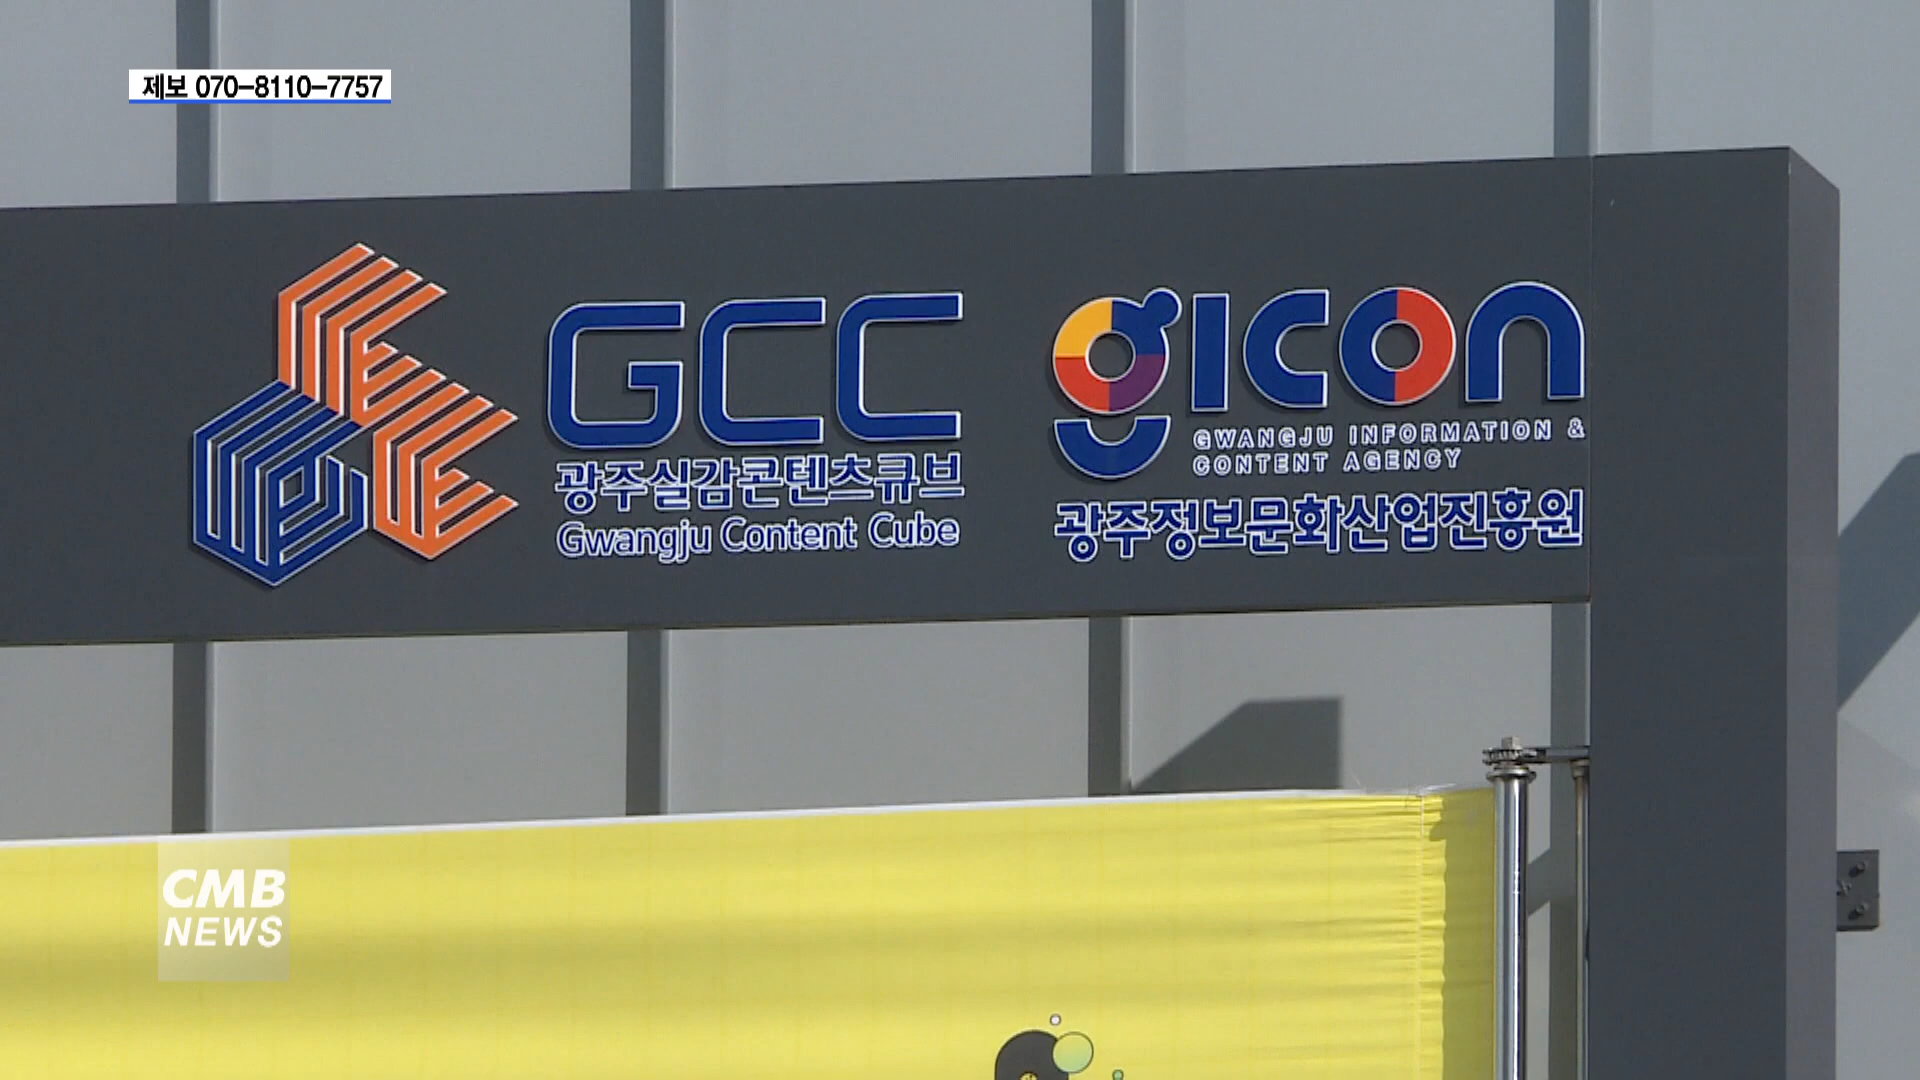 제보 070-8110-7757
GCC
광주실감콘텐츠큐브
Gwangju Content Cube
gicon
GWANGJU INFORMATION &
CONTENT AGENCY
광주정보문화산업진흥원
CMB
NEWS